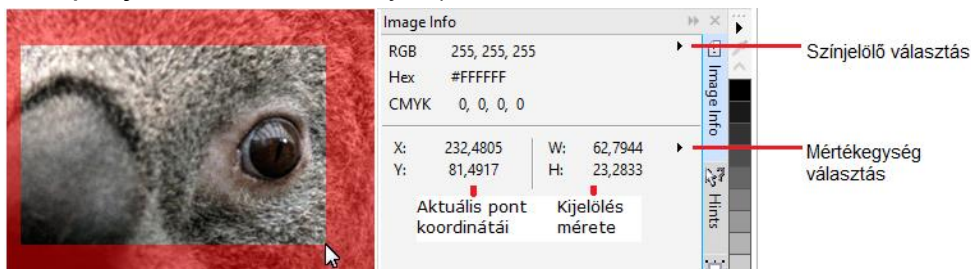 Image Info
RGB 255, 255, 255
Színjelölő választás
Hex #FFFFFF
CMYK 0, 0, 0, 0
Image Info
X: 232,4805 W: 62,7944
Y: 81,4917 H: 23,2833
Mértékegység
választás
Aktuális pont
koordinátái
Kijelölés
mérete
Hints